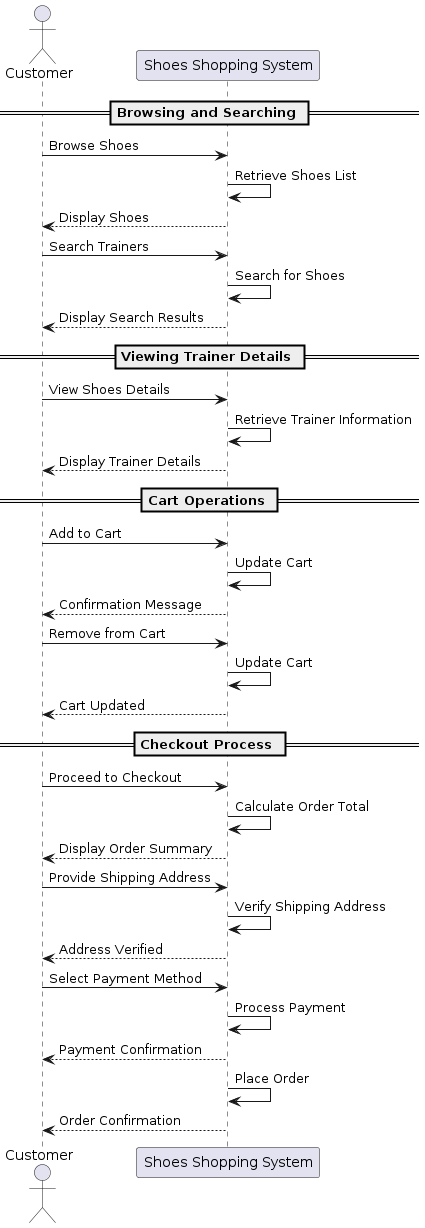 Customer
Shoes Shopping System
Browsing and Searching
Browse Shoes
Retrieve Shoes List
Display Shoes
Search Trainers
Search for Shoes
Display Search Results
Viewing Trainer Details
View Shoes Details
Retrieve Trainer Information
Display Trainer Details
Cart Operations
Add to Cart
Update Cart
Confirmation Message
Remove from Cart
Update Cart
Cart Updated
Checkout Process
Proceed to Checkout
Calculate Order Total
Display Order Summary
Provide Shipping Address
Verify Shipping Address
Address Verified
Select Payment Method
Process Payment
Payment Confirmation
Place Order
Order Confirmation
Customer
Shoes Shopping System